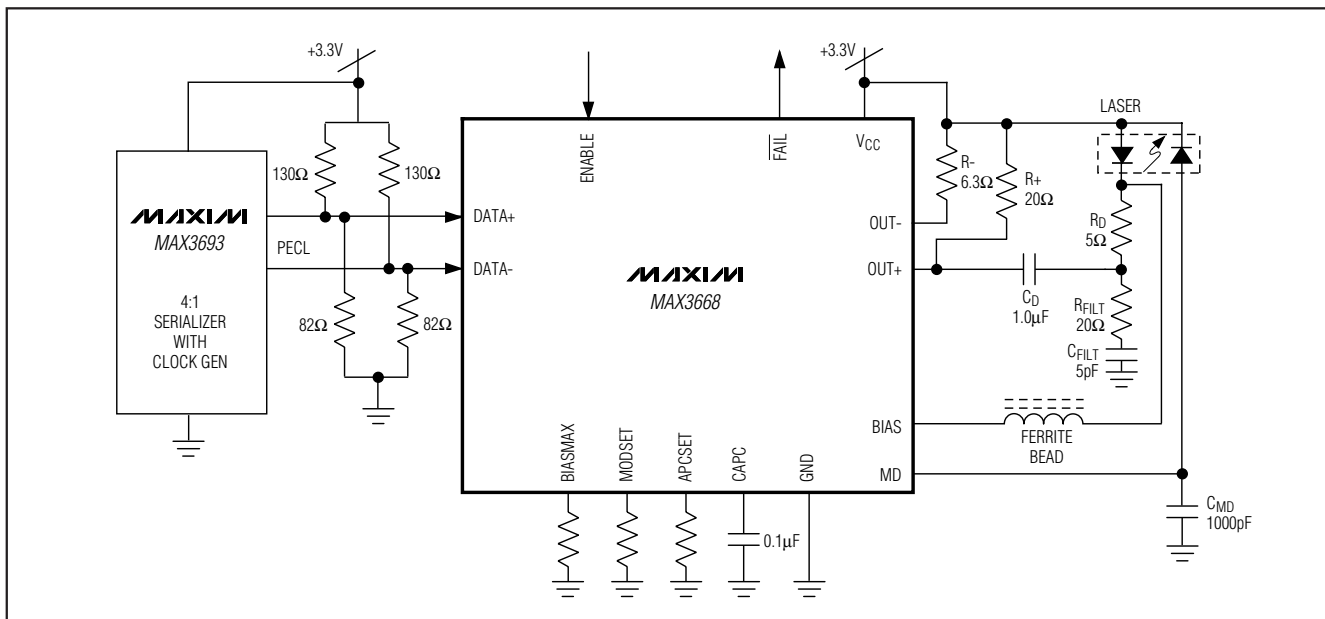 +3.3V
130Ω
130Ω
MAXIM
MAX3693
4:1
SERIALIZER
WITH
CLOCK GEN
PECL
82Ω
82Ω
ENABLE
FAIL
VCC
DATA+
DATA-
MAXIM
MAX3668
OUT-
OUT+
BIAS
MD
BIASMAX
MODSET
APCSET
CAPC
GND
0.1µF
+3.3V
LASER
R-
6.3Ω
R+
20Ω
RD
5Ω
CD
1.0µF
RFILT
20Ω
CFILT
5pF
FERRITE
BEAD
CMD
1000pF